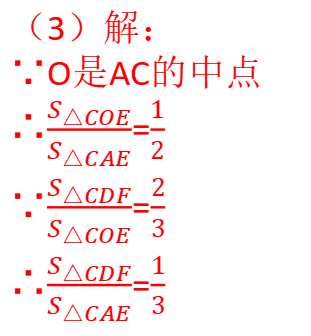 （3）解：
∵O是AC的中点
∴S△COE/S△CAE=1/2
∵S△CDF/S△COE=2/3
∴S△CDF/S△CAE=1/3